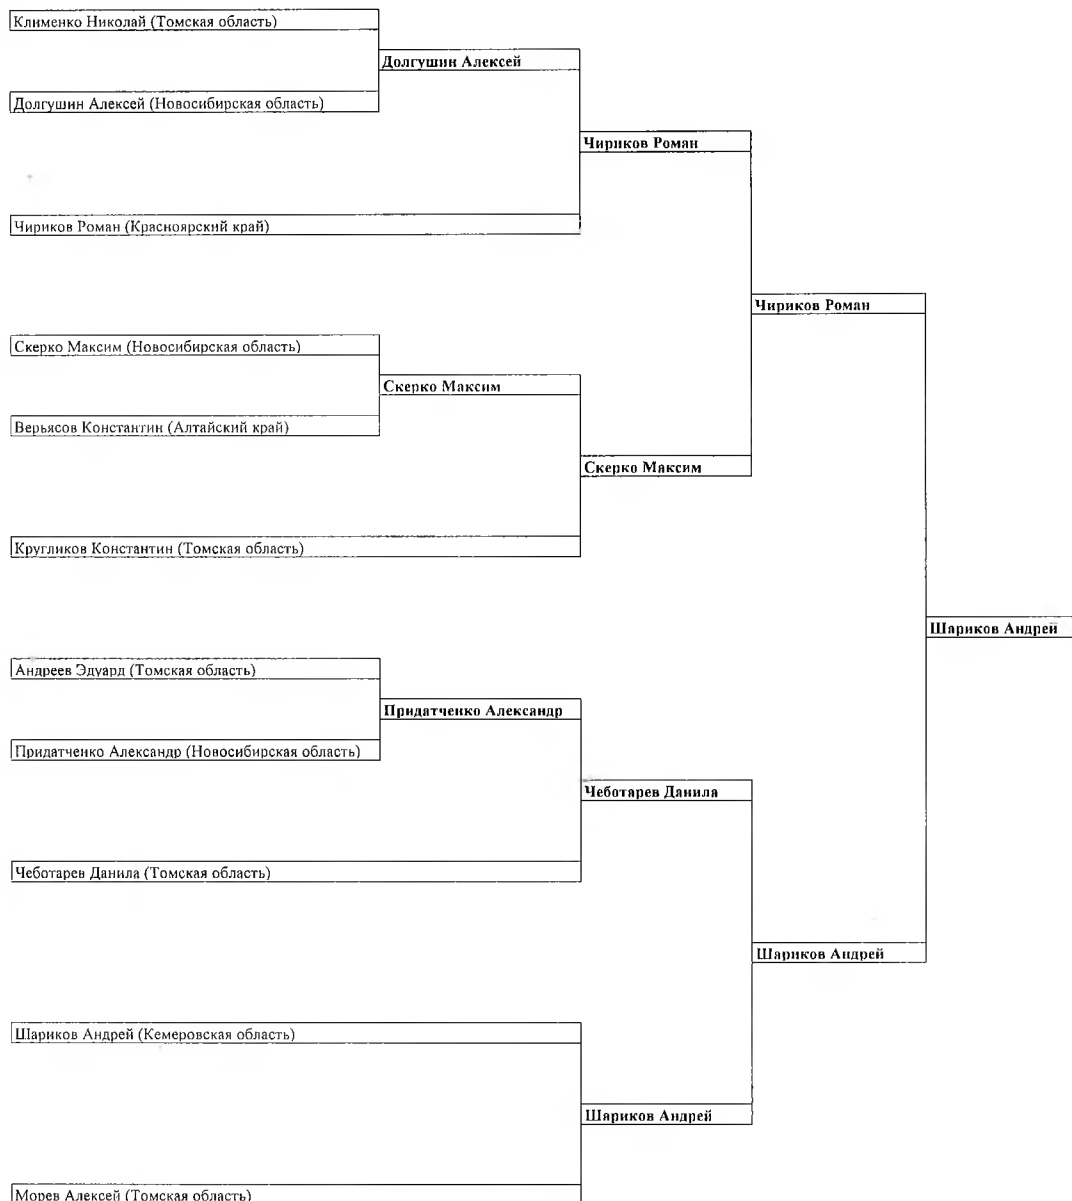 Клименко Николай (Томская область)
Долгушин Алексей
Долгушин Алексей (Новосибирская область)
Чириков Роман
Чириков Роман (Красноярский край)
Чириков Роман
Скерко Максим (Новосибирская область)
Скерко Максим
Верьясов Константин (Алтайский край)
Скерко Максим
Кругликов Константин (Томская область)
Шариков Андрей
Андреев Эдуард (Томская область)
Придатченко Александр
Придатченко Александр (Новосибирская область)
Чеботарев Данила
Чеботарев Данила (Томская область)
Шариков Андрей
Шариков Андрей (Кемеровская область)
Шариков Андрей
Морев Алексей (Томская область)